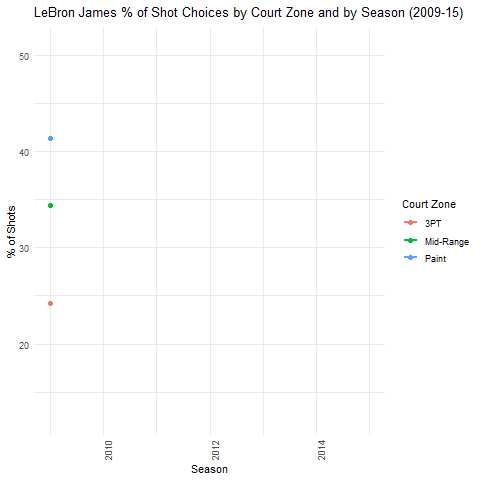 LeBron James % of Shot Choices by Court Zone and by Season (2009-15)
50
40
30
20
% of Shots
2010
2012
2014
Season
Court Zone
3PT
Mid-Range
Paint